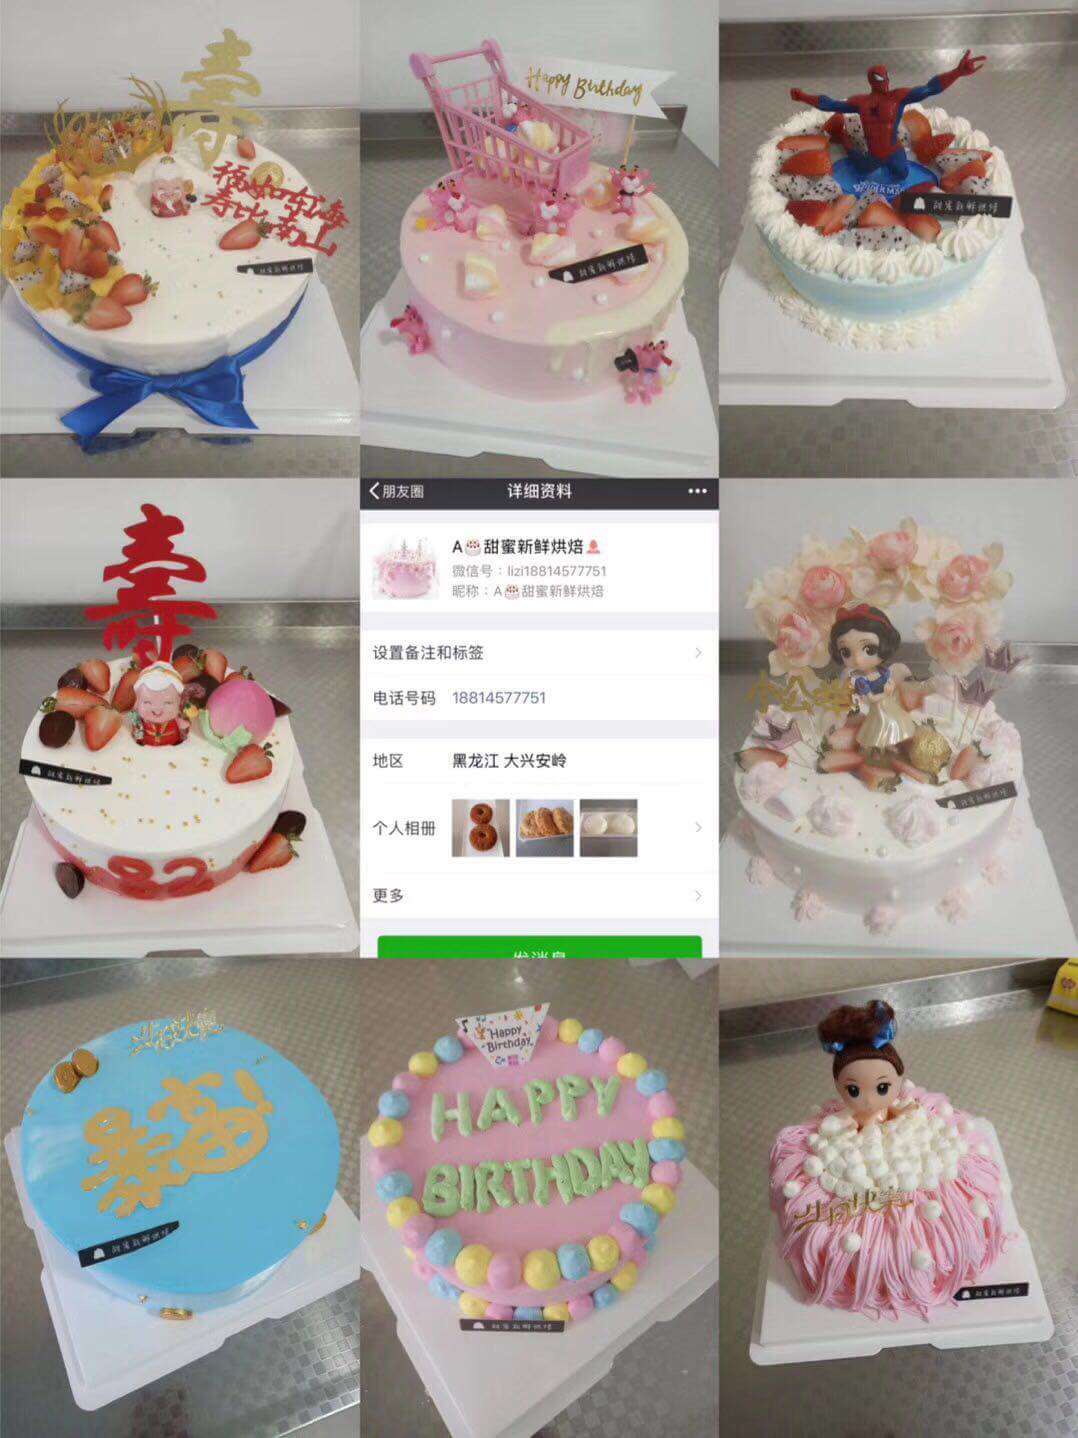 寿
福如东海
寿比南山
甜蜜新鲜烘焙
Happy Birthday
甜蜜新鲜烘焙
甜蜜新鲜烘焙
寿
甜蜜新鲜烘焙
82
朋友圈
详细资料
A🎂甜蜜新鲜烘焙
微信号：lizi18814577751
昵称：A🎂甜蜜新鲜烘焙
设置备注和标签
电话号码 18814577751
地区 黑龙江 大兴安岭
个人相册
更多
发消息
小公举
甜蜜新鲜烘焙
生日快樂
暴富
甜蜜新鲜烘焙
Happy
Birthday
HAPPY
BIRTHDAY
甜蜜新鲜烘焙
生日快樂
甜蜜新鲜烘焙